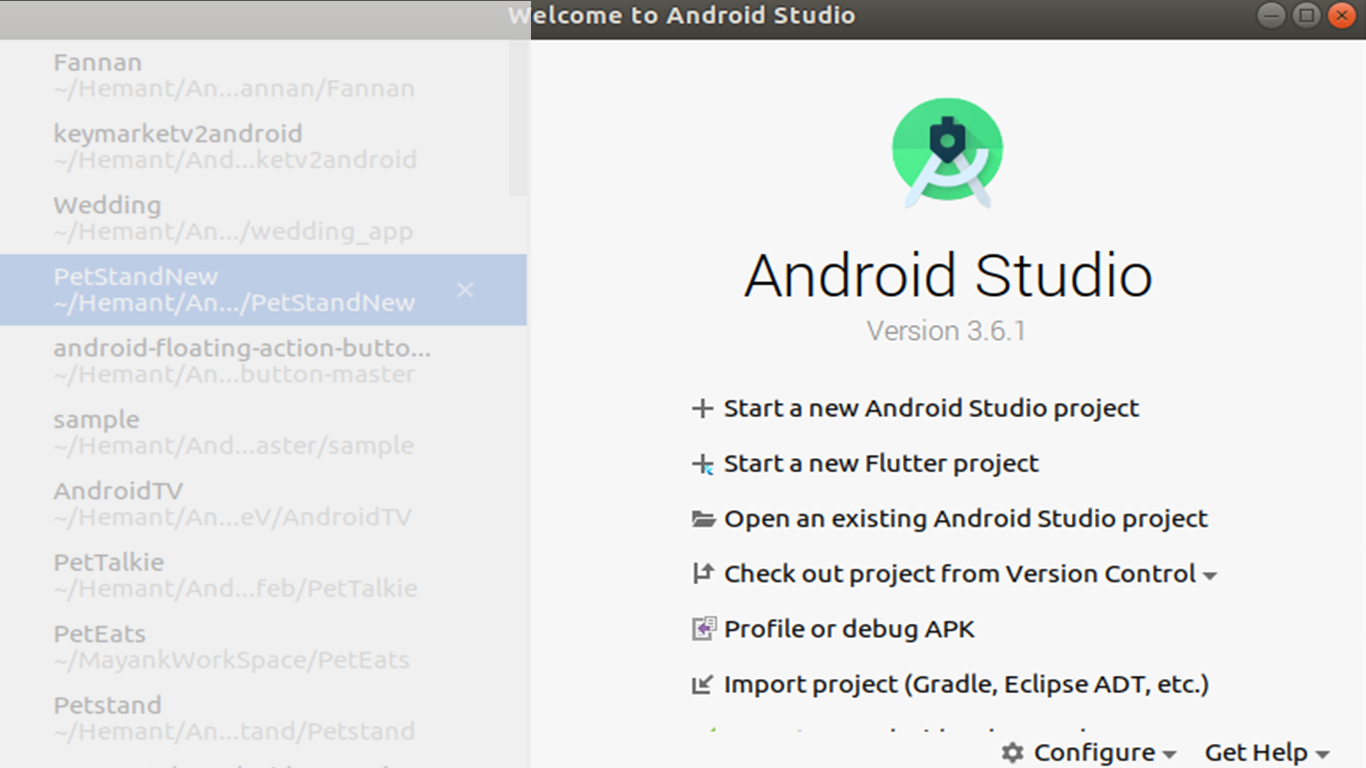 Welcome to Android Studio
Fannan
~/Hemant/An...annan/Fannan
keymarketv2android
~/Hemant/And...ketv2android
Wedding
~/Hemant/An.../wedding_app
PetStandNew
~/Hemant/An.../PetStandNew
android-floating-action-butto...
~/Hemant/An...button-master
sample
~/Hemant/And...aster/sample
AndroidTV
~/Hemant/An...eV/AndroidTV
PetTalkie
~/Hemant/And...feb/PetTalkie
PetEats
~/MayankWorkSpace/PetEats
Petstand
~/Hemant/An...tand/Petstand
Android Studio
Version 3.6.1
Start a new Android Studio project
Start a new Flutter project
Open an existing Android Studio project
Check out project from Version Control
Profile or debug APK
Import project (Gradle, Eclipse ADT, etc.)
Configure
Get Help